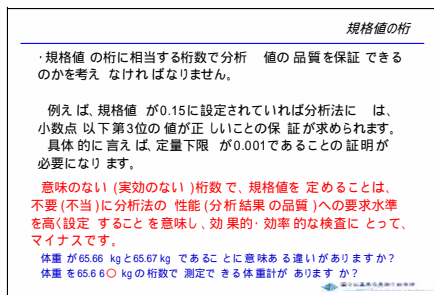 規格値の桁
・規格値 の桁に相当する桁数で分析 値の品質を保証 できる
のかを考え なければなりません。
例えば、規格値 が0.15に設定されていれば分析法に は、
小数点 以下第3位の値が正 しいことの保 証が求められます。
具体 的に言えば、定量下限 が0.001であることの証明が
必要になり ます。
意味のない (実効のない )桁数で、規格値を 定めることは、
不要(不当)に分析法の 性能(分析結果 の品質 )への要求水準
を高く設定 することを意味し、効 果的・効率 的な検査に とって、
マイナスです。
体重 が65.66 kgと65.67kg であるこ とに意味あ る違いがありますか?
体重 を65.6 6〇 kgの桁数で 測定で きる体重計が あります か?